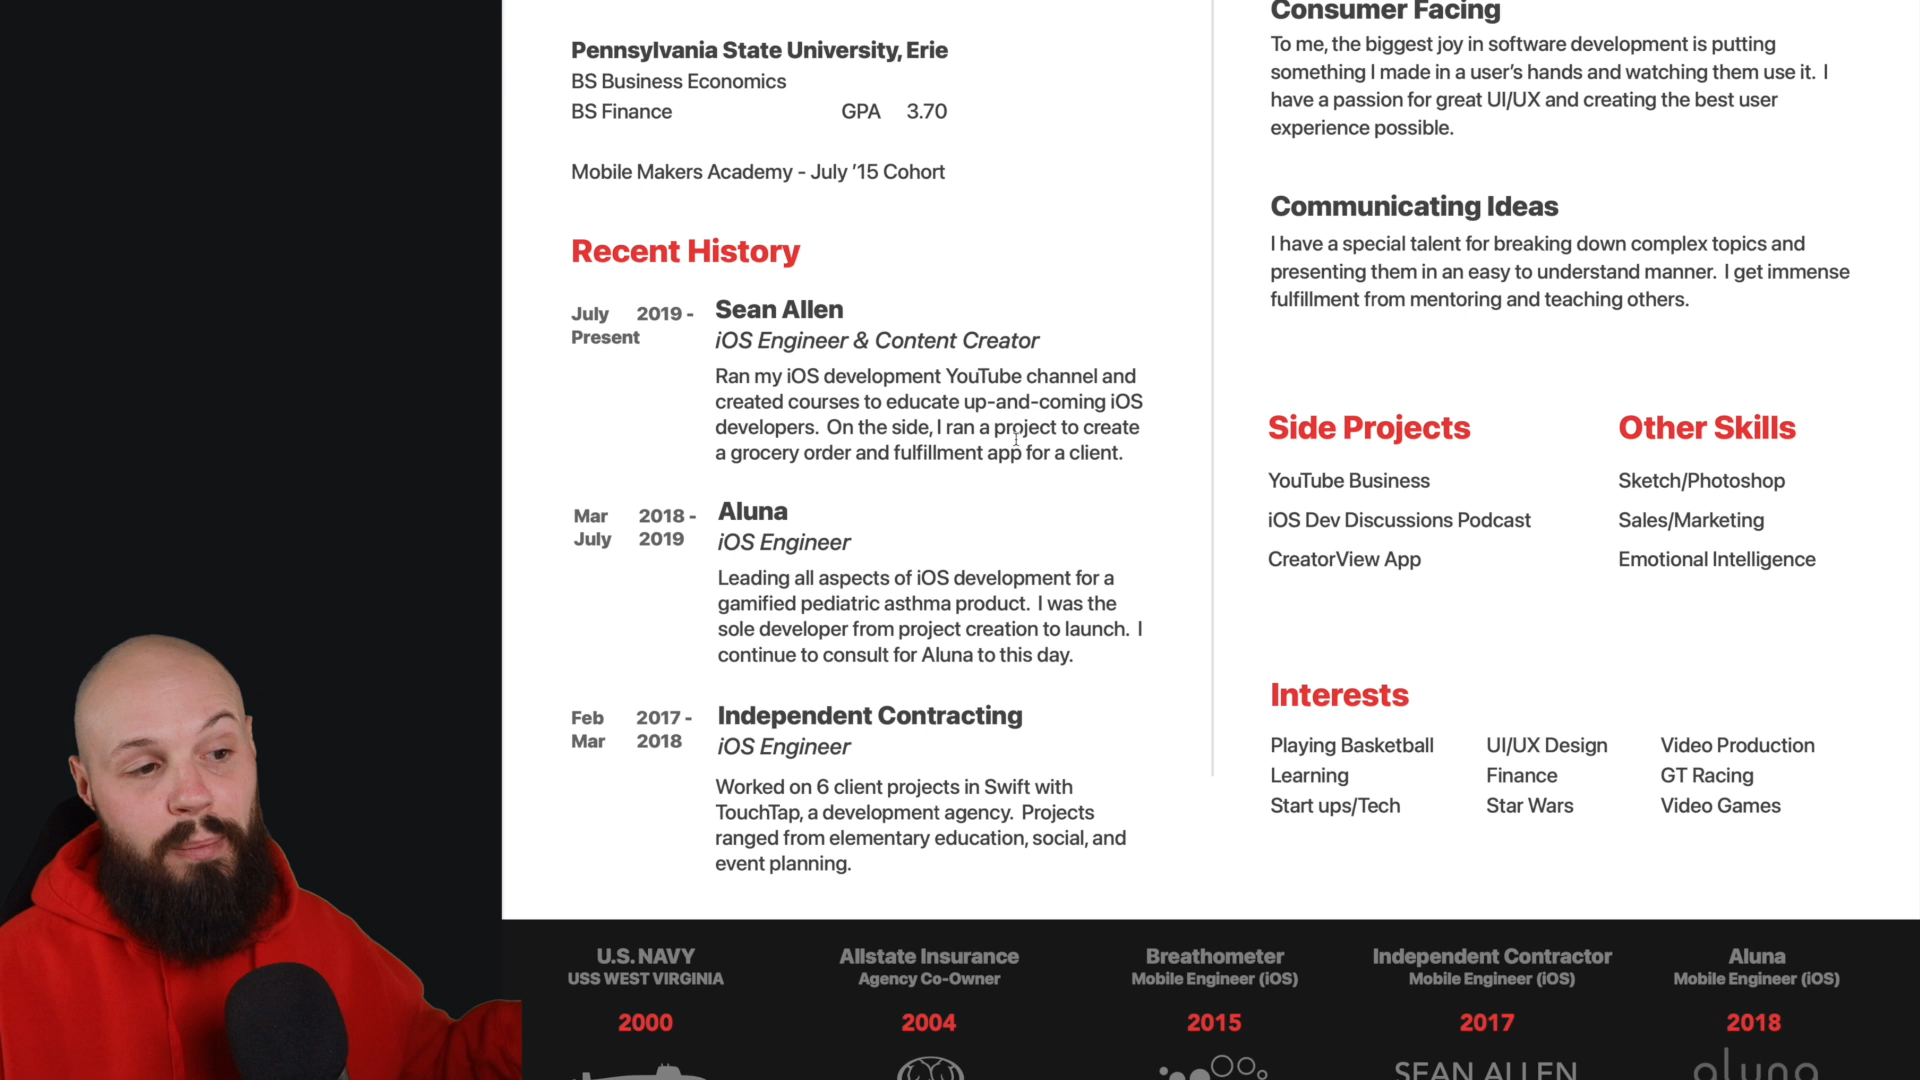 Pennsylvania State University, Erie
BS Business Economics
BS Finance GPA 3.70
Mobile Makers Academy - July '15 Cohort
Recent History
July 2019 -
Present
Sean Allen
iOS Engineer & Content Creator
Ran my iOS development YouTube channel and
created courses to educate up-and-coming iOS
developers. On the side, I ran a project to create
a grocery order and fulfillment app for a client.
Mar 2018 -
July 2019
Aluna
iOS Engineer
Leading all aspects of iOS development for a
gamified pediatric asthma product. I was the
sole developer from project creation to launch. I
continue to consult for Aluna to this day.
Feb 2017 -
Mar 2018
Independent Contracting
iOS Engineer
Worked on 6 client projects in Swift with
TouchTap, a development agency. Projects
ranged from elementary education, social, and
event planning.
Consumer Facing
To me, the biggest joy in software development is putting
something I made in a user's hands and watching them use it. I
have a passion for great UI/UX and creating the best user
experience possible.
Communicating Ideas
I have a special talent for breaking down complex topics and
presenting them in an easy to understand manner. I get immense
fulfillment from mentoring and teaching others.
Side Projects
YouTube Business
iOS Dev Discussions Podcast
CreatorView App
Other Skills
Sketch/Photoshop
Sales/Marketing
Emotional Intelligence
Interests
Playing Basketball UI/UX Design Video Production
Learning Finance GT Racing
Start ups/Tech Star Wars Video Games
U.S. NAVY
USS WEST VIRGINIA
2000
Allstate Insurance
Agency Co-Owner
2004
Breathometer
Mobile Engineer (iOS)
2015
Independent Contractor
Mobile Engineer (iOS)
2017
SEAN ALLEN
Aluna
Mobile Engineer (iOS)
2018
aluna